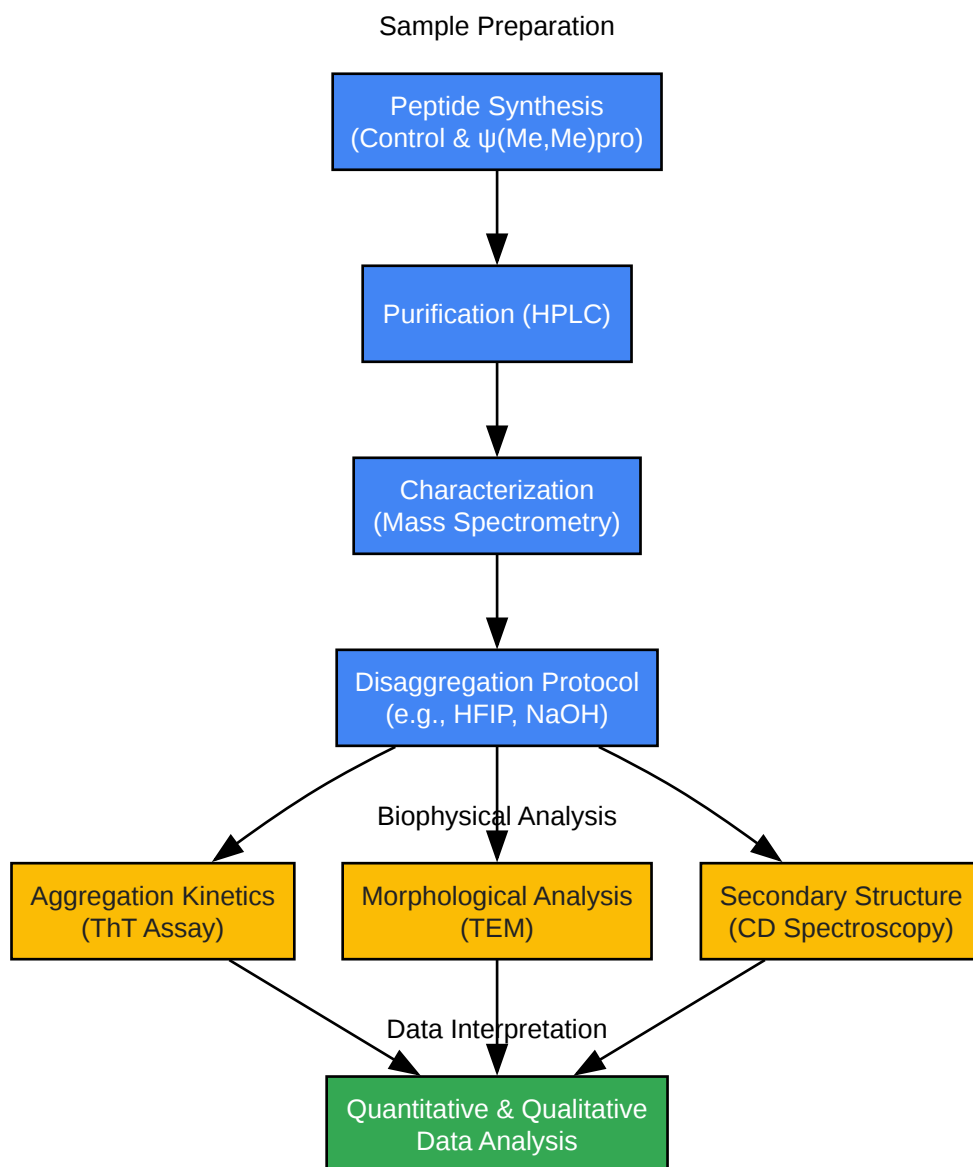 Sample Preparation
Peptide Synthesis
(Control & ψ(Me,Me)pro)
Purification (HPLC)
Characterization
(Mass Spectrometry)
Disaggregation Protocol
(e.g., HFIP, NaOH)
Biophysical Analysis
Aggregation Kinetics
(ThT Assay)
Morphological Analysis
(TEM)
Secondary Structure
(CD Spectroscopy)
Data Interpretation
Quantitative & Qualitative
Data Analysis